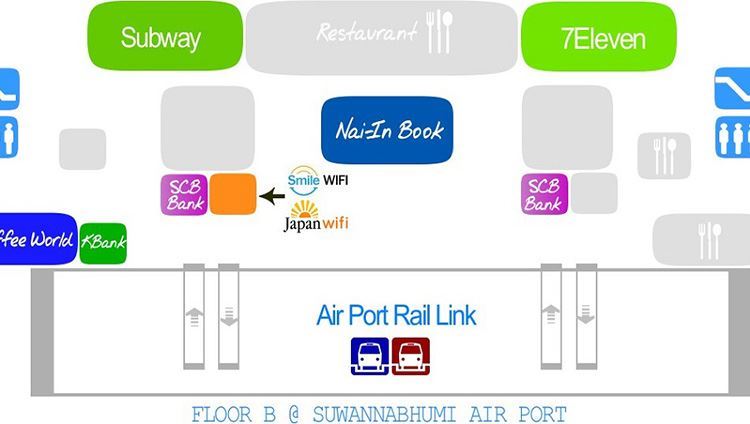 Subway
Restaurant
7Eleven
Nai-In Book
SCB
Bank
Smile WIFI
Japan wifi
SCB
Bank
ffee World
KBank
Air Port Rail Link
FLOOR B @ SUWANNABHUMI AIR PORT